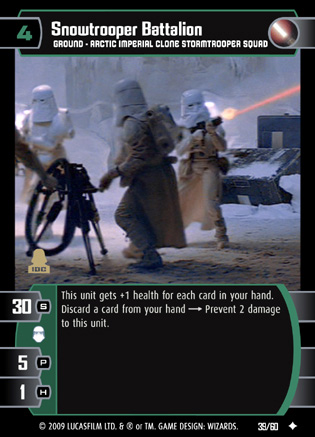 4
Snowtrooper Battalion
GROUND - ARCTIC IMPERIAL CLONE STORMTROOPER SQUAD
IDC
30 S
This unit gets +1 health for each card in your hand.
Discard a card from your hand → Prevent 2 damage
to this unit.
5 P
1 H
© 2009 LUCASFILM LTD. & ® or TM. GAME DESIGN: WIZARDS.
39/60